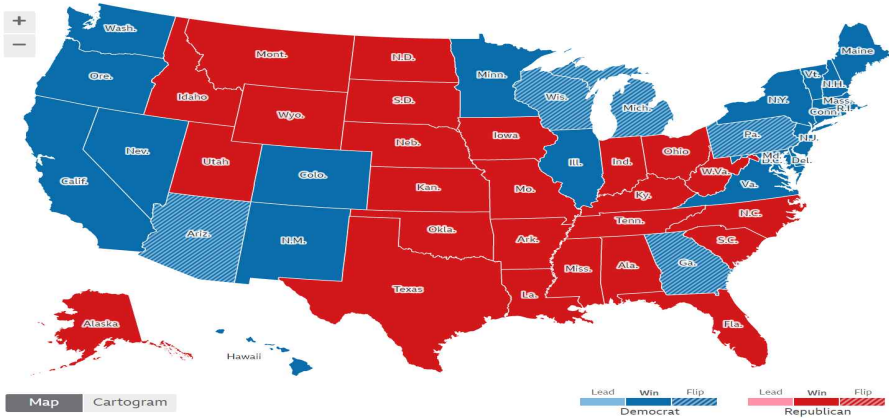 +
−
Wash.
Ore.
Calif.
Nev.
Idaho
Mont.
Wyo.
Utah
Ariz.
Colo.
N.M.
N.D.
S.D.
Neb.
Kan.
Okla.
Texas
Minn.
Iowa
Mo.
Ark.
La.
Wis.
Ill.
Mich.
Ind.
Ohio
Ky.
Tenn.
Miss.
Ala.
Ga.
Fla.
S.C.
N.C.
Va.
W.Va.
Pa.
Md.
D.C.
Del.
N.J.
N.Y.
Conn.
R.I.
Mass.
Vt.
N.H.
Maine
Alaska
Hawaii
Map Cartogram
Lead Win Flip
Democrat
Lead Win Flip
Republican